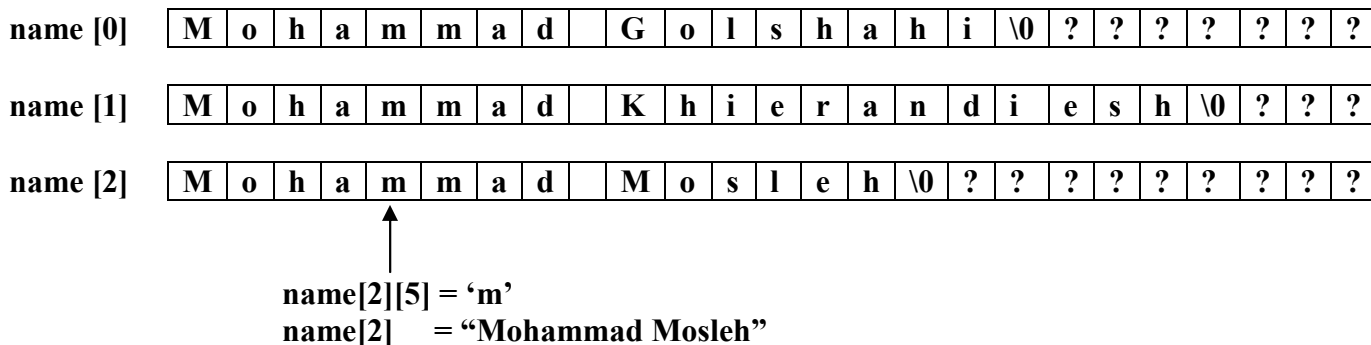 name [0] M o h a m m a d G o l s h a h i \0 ? ? ? ? ? ? ?
name [1] M o h a m m a d K h i e r a n d i e s h \0 ? ? ?
name [2] M o h a m m a d M o s l e h \0 ? ? ? ? ? ? ? ? ?
name[2][5] = ‘m’
name[2] = “Mohammad Mosleh”